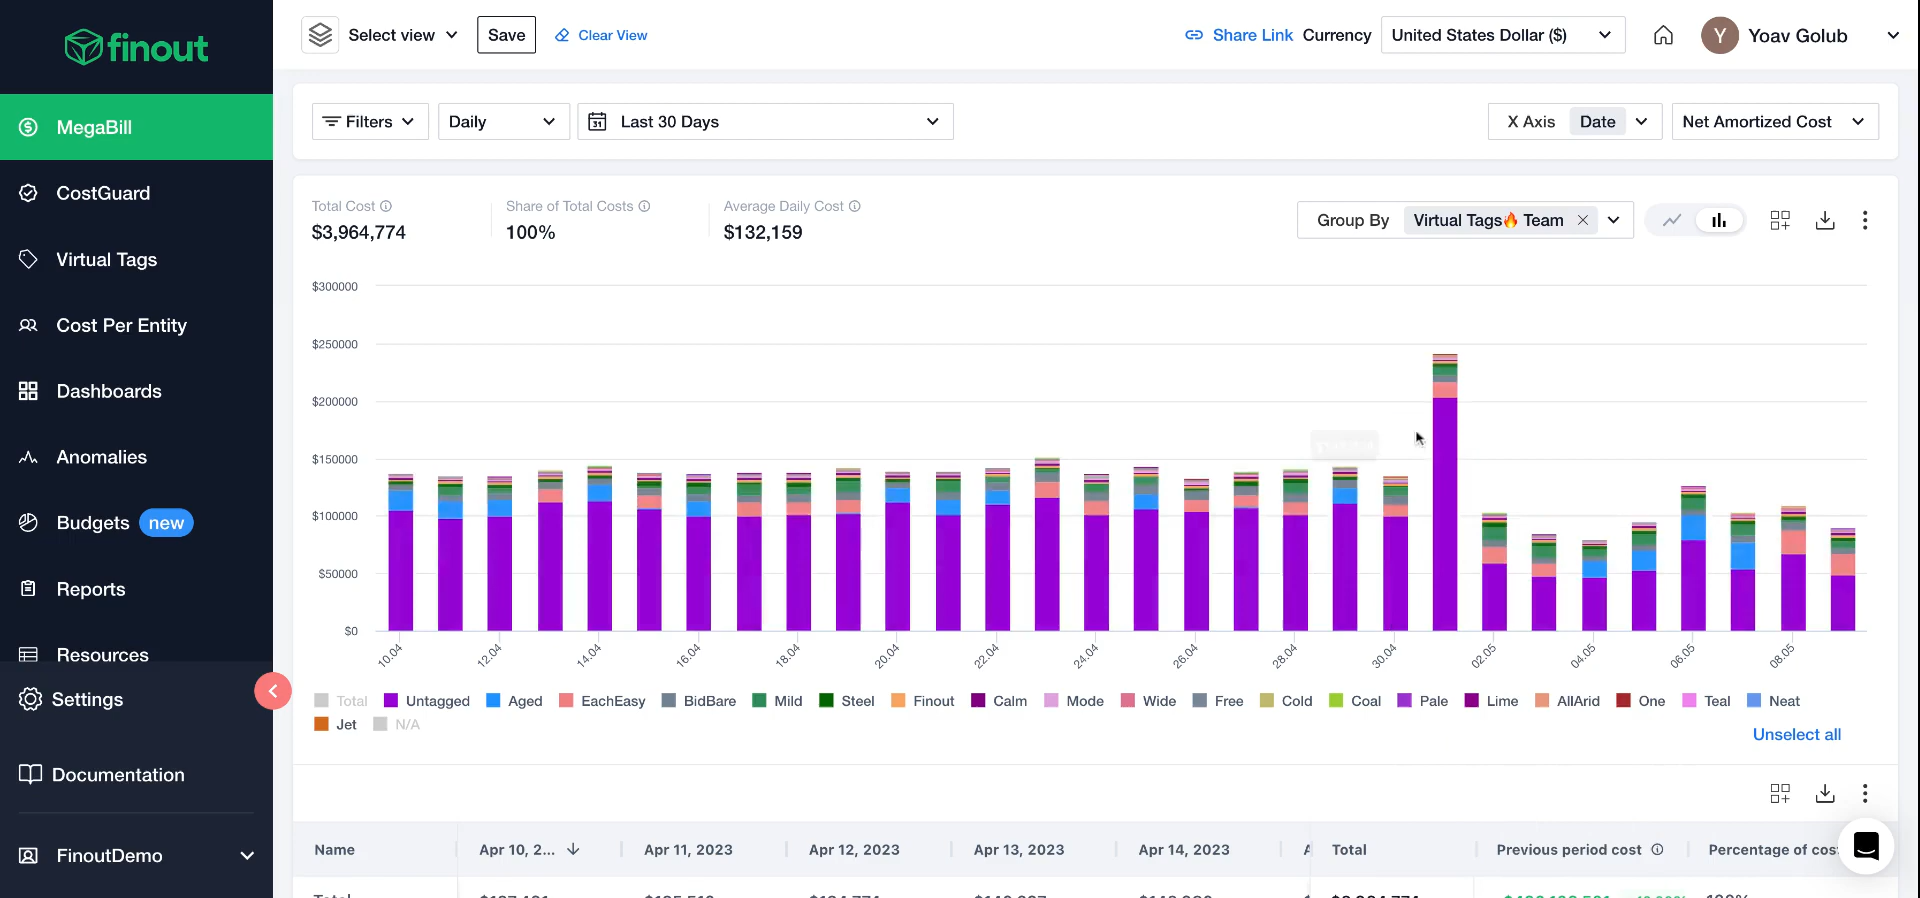 finout
MegaBill
CostGuard
Virtual Tags
Cost Per Entity
Dashboards
Anomalies
Budgets new
Reports
Resources
Settings
Documentation
FinoutDemo
Select view Save Clear View Share Link Currency United States Dollar ($) Y Yoav Golub
Filters Daily 31 Last 30 Days X Axis Date Net Amortized Cost
Total Cost Share of Total Costs Average Daily Cost
$3,964,774 100% $132,159
Group By Virtual Tags🔥 Team
$300000
$250000
$200000
$150000
$100000
$50000
$0
10.04 12.04 14.04 16.04 18.04 20.04 22.04 24.04 26.04 28.04 30.04 02.05 04.05 06.05 08.05
Total Untagged Aged EachEasy BidBare Mild Steel Finout Calm Mode Wide Free Cold Coal Pale Lime AllArid One Teal Neat
Jet N/A
Unselect all
Name Apr 10, 2... Apr 11, 2023 Apr 12, 2023 Apr 13, 2023 Apr 14, 2023 Total Previous period cost Percentage of cos
Total